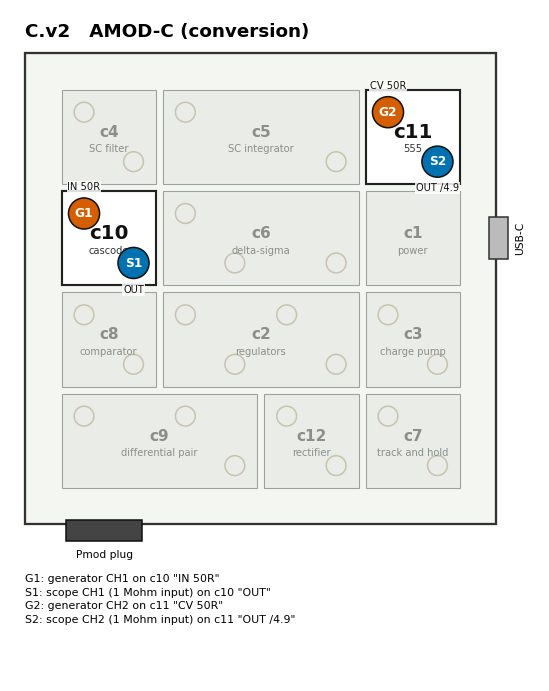 C.v2 AMOD-C (conversion)
CV 50R
c4
SC filter
c5
SC integrator
G2
c11
555
S2
OUT /4.9
IN 50R
G1
c10
cascode
S1
OUT
c6
delta-sigma
c1
power
USB-C
c8
comparator
c2
regulators
c3
charge pump
c9
differential pair
c12
rectifier
c7
track and hold
Pmod plug
G1: generator CH1 on c10 "IN 50R"
S1: scope CH1 (1 Mohm input) on c10 "OUT"
G2: generator CH2 on c11 "CV 50R"
S2: scope CH2 (1 Mohm input) on c11 "OUT /4.9"